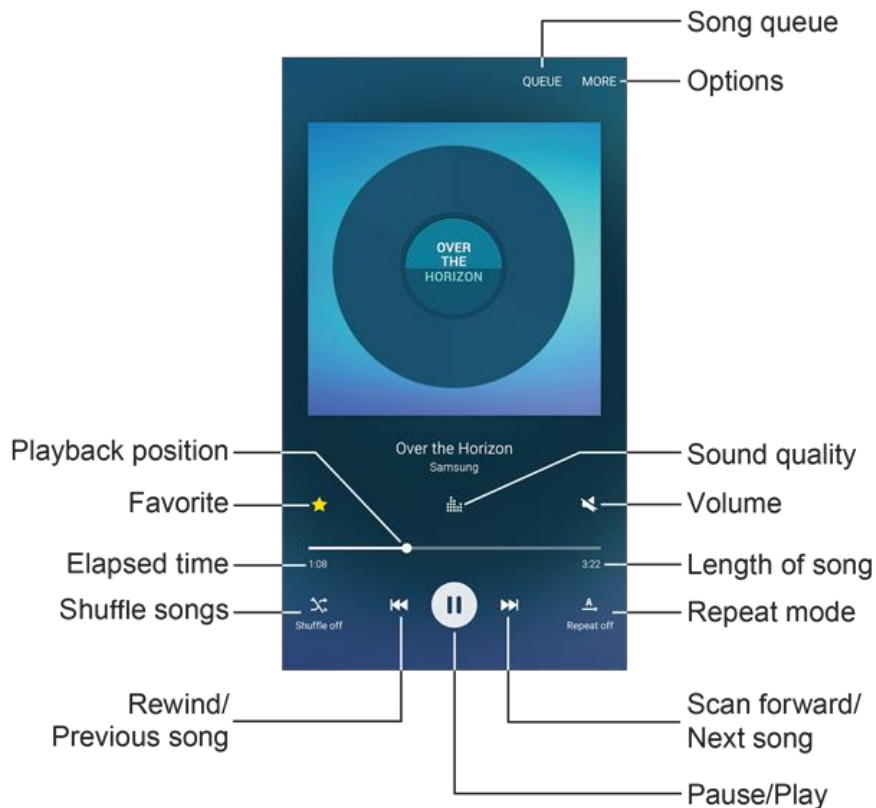 Song queue
QUEUE MORE
Options
OVER
THE
HORIZON
Playback position
Over the Horizon
Samsung
Sound quality
Favorite
Volume
Elapsed time
1:08
3:22
Length of song
Shuffle songs
Shuffle off
A
Repeat off
Repeat mode
Rewind/
Previous song
Scan forward/
Next song
Pause/Play